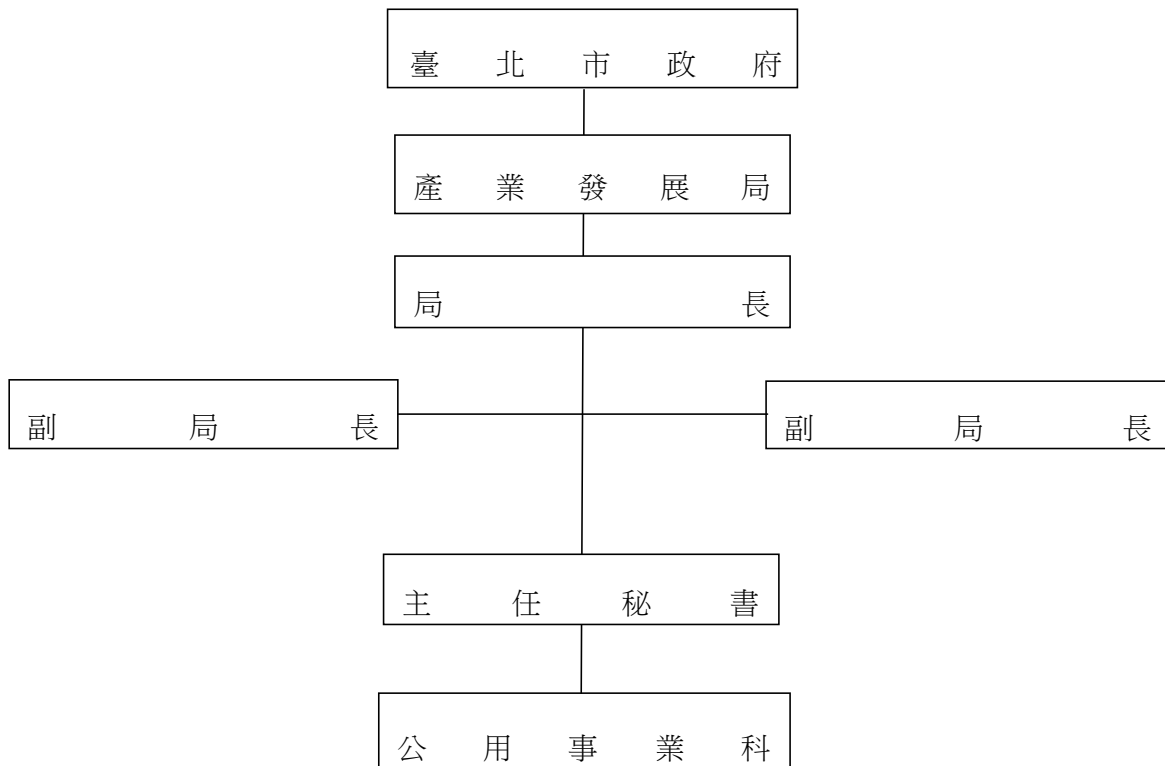 臺北市政府
產業發展局
局長
副局長
副局長
主任秘書
公用事業科